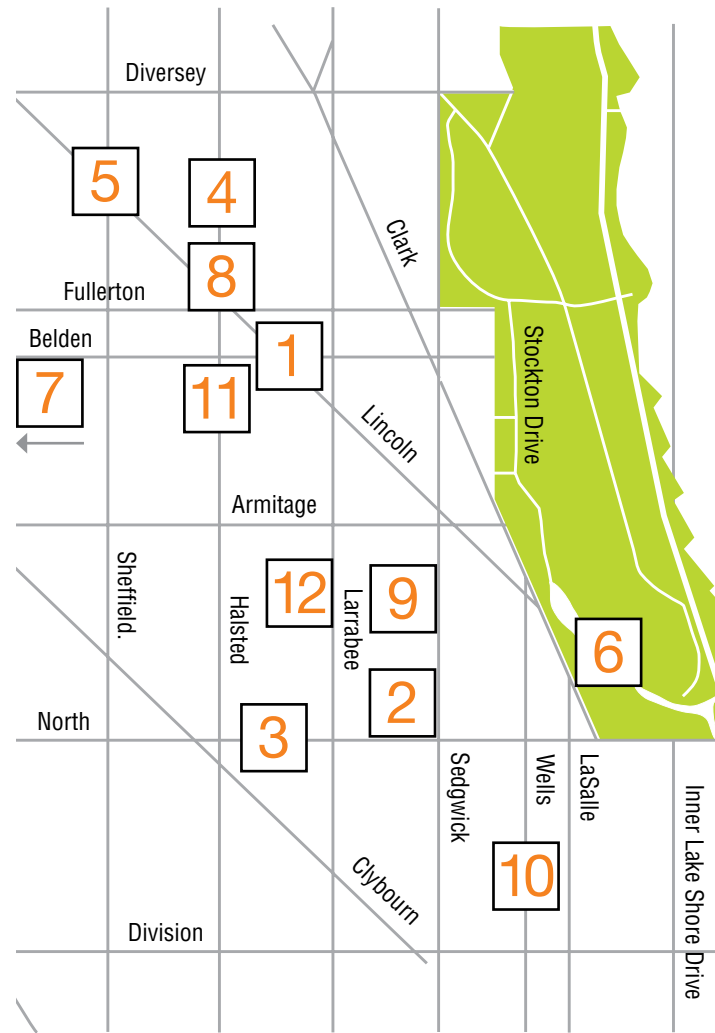 Diversey
5
4
Clark
8
Fullerton
Belden
1
Stockton Drive
7
11
Lincoln
Armitage
Sheffield.
12
Halsted
Larrabee
9
6
2
North
3
Sedgwick
Wells
LaSalle
Inner Lake Shore Drive
10
Clybourn
Division